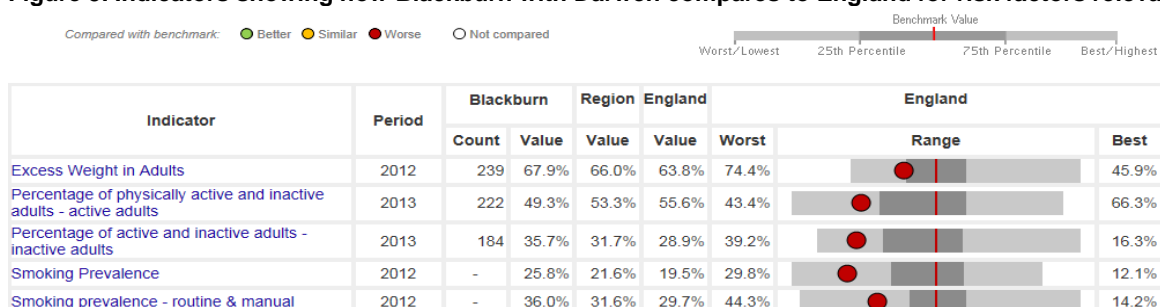 Compared with benchmark: Better Similar Worse Not compared
Benchmark Value
Worst/Lowest 25th Percentile 75th Percentile Best/Highest
Indicator Period Blackburn Region England England
Count Value Value Value Worst Range Best
Excess Weight in Adults 2012 239 67.9% 66.0% 63.8% 74.4% 45.9%
Percentage of physically active and inactive
adults - active adults 2013 222 49.3% 53.3% 55.6% 43.4% 66.3%
Percentage of active and inactive adults -
inactive adults 2013 184 35.7% 31.7% 28.9% 39.2% 16.3%
Smoking Prevalence 2012 - 25.8% 21.6% 19.5% 29.8% 12.1%
Smoking prevalence - routine & manual 2012 - 36.0% 31.6% 29.7% 44.3% 14.2%